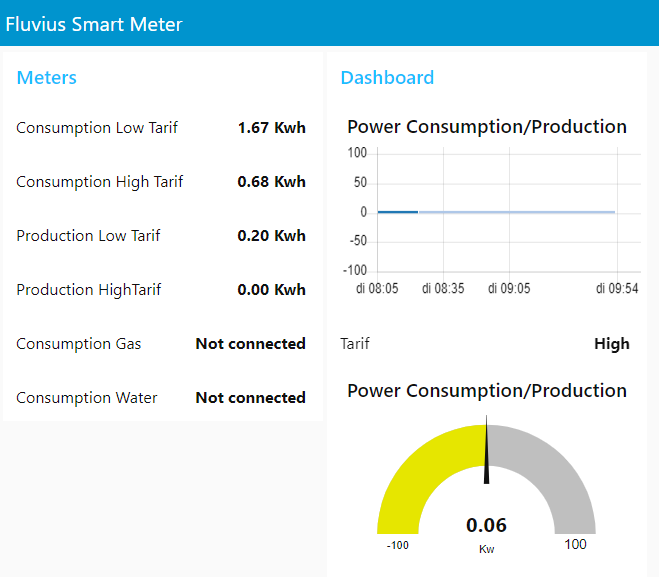 Fluvius Smart Meter
Meters
Consumption Low Tarif 1.67 Kwh
Consumption High Tarif 0.68 Kwh
Production Low Tarif 0.20 Kwh
Production HighTarif 0.00 Kwh
Consumption Gas Not connected
Consumption Water Not connected
Dashboard
Power Consumption/Production
100
50
0
-50
-100
di 08:05 di 08:35 di 09:05 di 09:54
Tarif High
Power Consumption/Production
0.06
-100 Kw 100